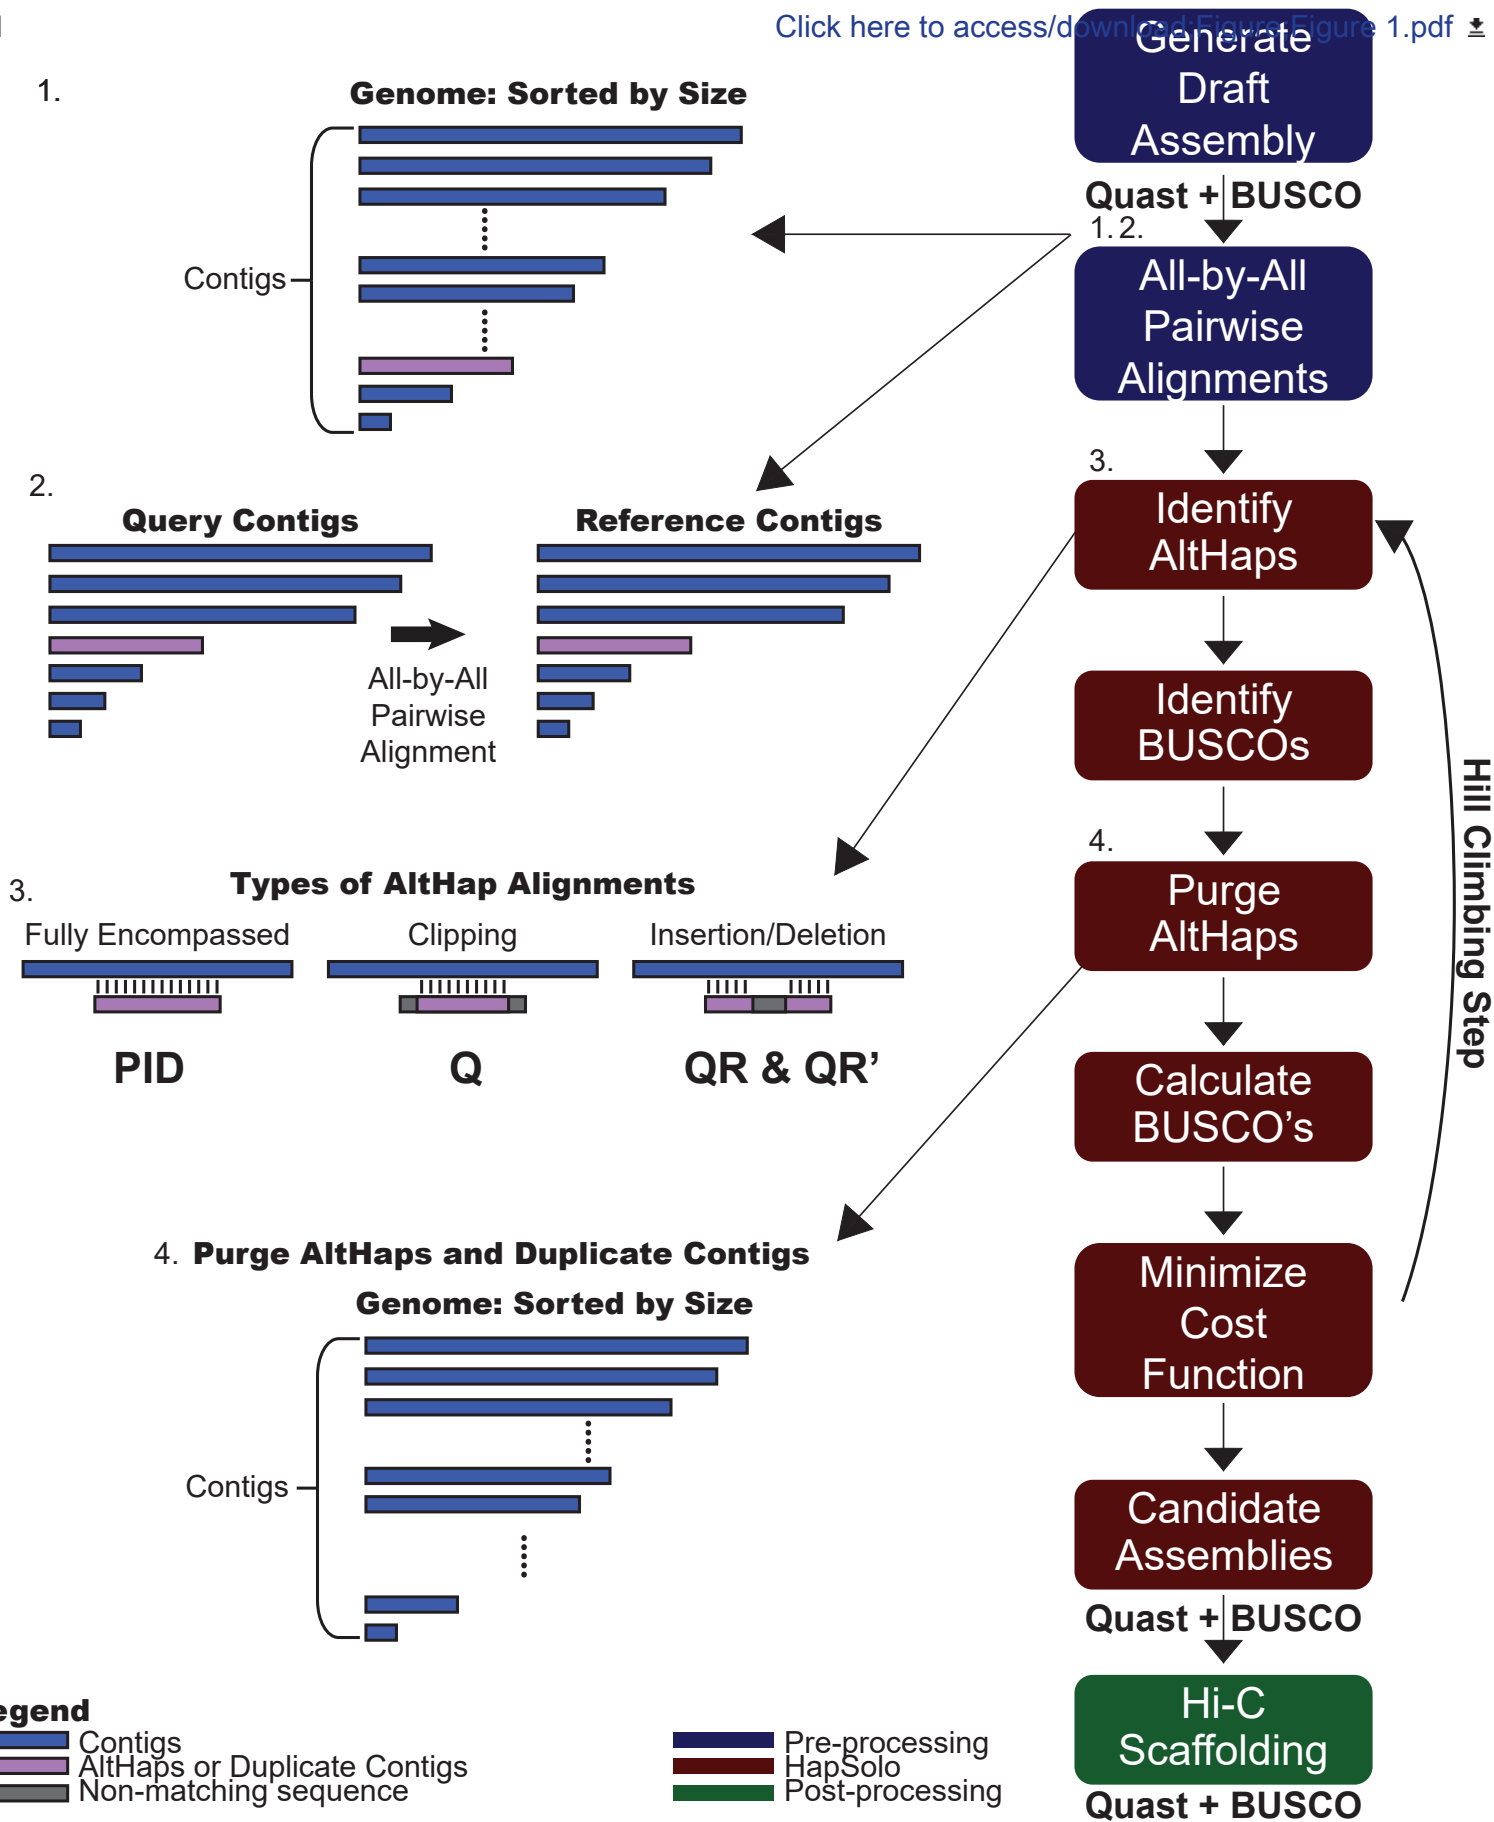 Click here to access/download;Figure;Figure 1.pdf
Generate
Draft
Assembly
Quast + BUSCO
1. 2.
All-by-All
Pairwise
Alignments
3.
Identify
AltHaps
Identify
BUSCOs
4.
Purge
AltHaps
Calculate
BUSCO’s
Minimize
Cost
Function
Candidate
Assemblies
Quast + BUSCO
Hi-C
Scaffolding
Quast + BUSCO
Hill Climbing Step
1.
Genome: Sorted by Size
Contigs
2.
Query Contigs
Reference Contigs
All-by-All
Pairwise
Alignment
3.
Types of AltHap Alignments
Fully Encompassed
Clipping
Insertion/Deletion
PID
Q
QR & QR’
4. Purge AltHaps and Duplicate Contigs
Genome: Sorted by Size
Contigs
egend
Contigs
AltHaps or Duplicate Contigs
Non-matching sequence
Pre-processing
HapSolo
Post-processing